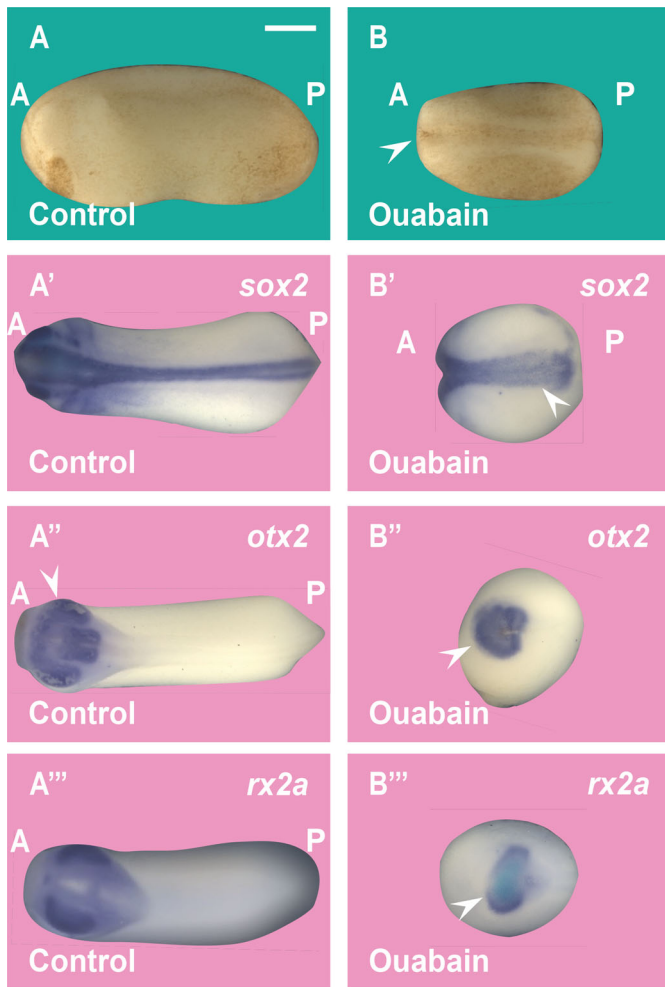 A
A P
Control
B
A P
Ouabain
A' sox2
A P
Control
B' sox2
A P
Ouabain
A'' otx2
A P
Control
B'' otx2
Ouabain
A''' rx2a
A P
Control
B''' rx2a
Ouabain